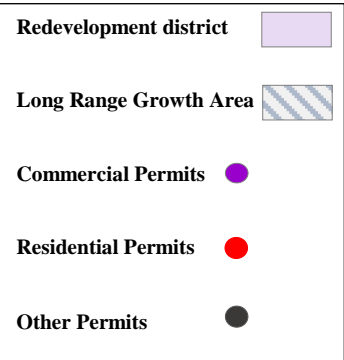 Redevelopment district
Long Range Growth Area
Commercial Permits
Residential Permits
Other Permits